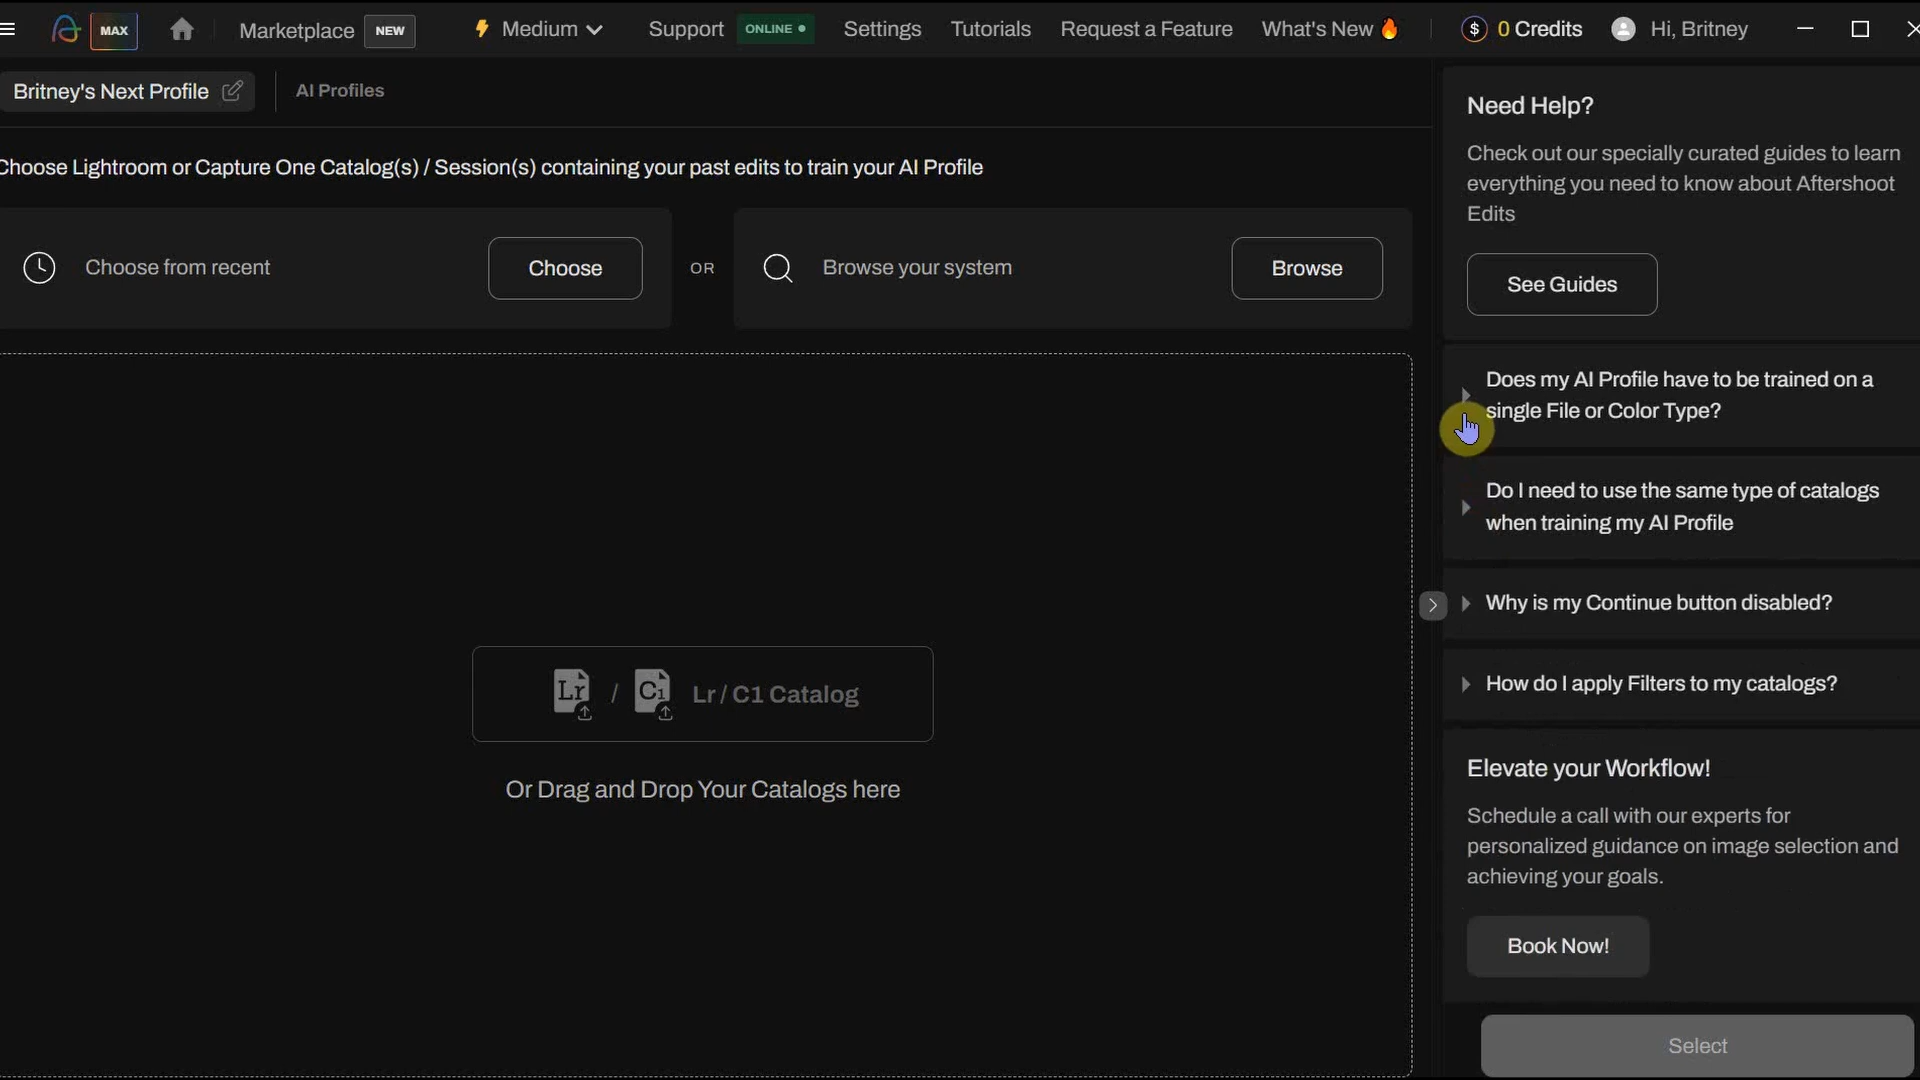 MAX Marketplace NEW Medium Support ONLINE Settings Tutorials Request a Feature What's New 0 Credits Hi, Britney
Britney's Next Profile AI Profiles
Choose Lightroom or Capture One Catalog(s) / Session(s) containing your past edits to train your AI Profile
Choose from recent Choose OR Browse your system Browse
Lr / C1 Lr / C1 Catalog
Or Drag and Drop Your Catalogs here
Need Help?
Check out our specially curated guides to learn
everything you need to know about Aftershoot
Edits
See Guides
Does my AI Profile have to be trained on a
single File or Color Type?
Do I need to use the same type of catalogs
when training my AI Profile
Why is my Continue button disabled?
How do I apply Filters to my catalogs?
Elevate your Workflow!
Schedule a call with our experts for
personalized guidance on image selection and
achieving your goals.
Book Now!
Select